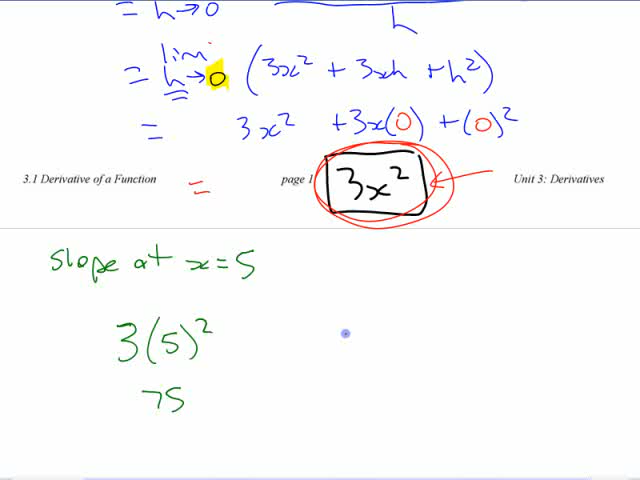 = h→0 h
= lim h→0 (3x² + 3xh + h²)
= 3x² + 3x(0) + (0)²
3.1 Derivative of a Function page 1 Unit 3: Derivatives
= 3x²
slope at x=5
3(5)²
75